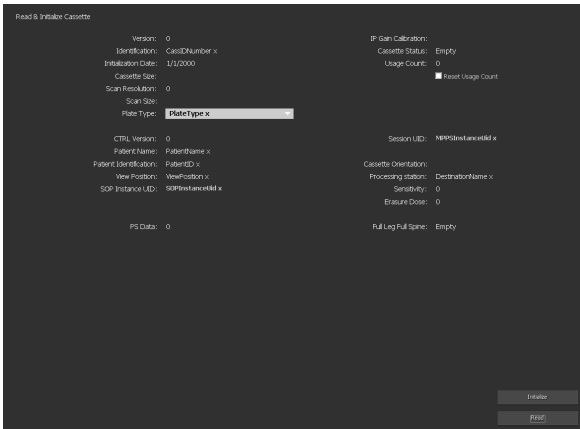 Read & Initialize Cassette
Version: 0
Identification: CassIDNumber x
Initialization Date: 1/1/2000
Cassette Size:
Scan Resolution: 0
Scan Size:
Plate Type: PlateType x
IP Gain Calibration:
Cassette Status: Empty
Usage Count: 0
Reset Usage Count
CTRL Version: 0
Patient Name: PatientName x
Patient Identification: PatientID x
View Position: ViewPosition x
SOP Instance UID: SOPInstanceUid x
Session UID: MPPSInstanceUid x
Cassette Orientation:
Processing station: DestinationName x
Sensitivity: 0
Erasure Dose: 0
PS Data: 0
Full Leg Full Spine: Empty
Initialize
Read